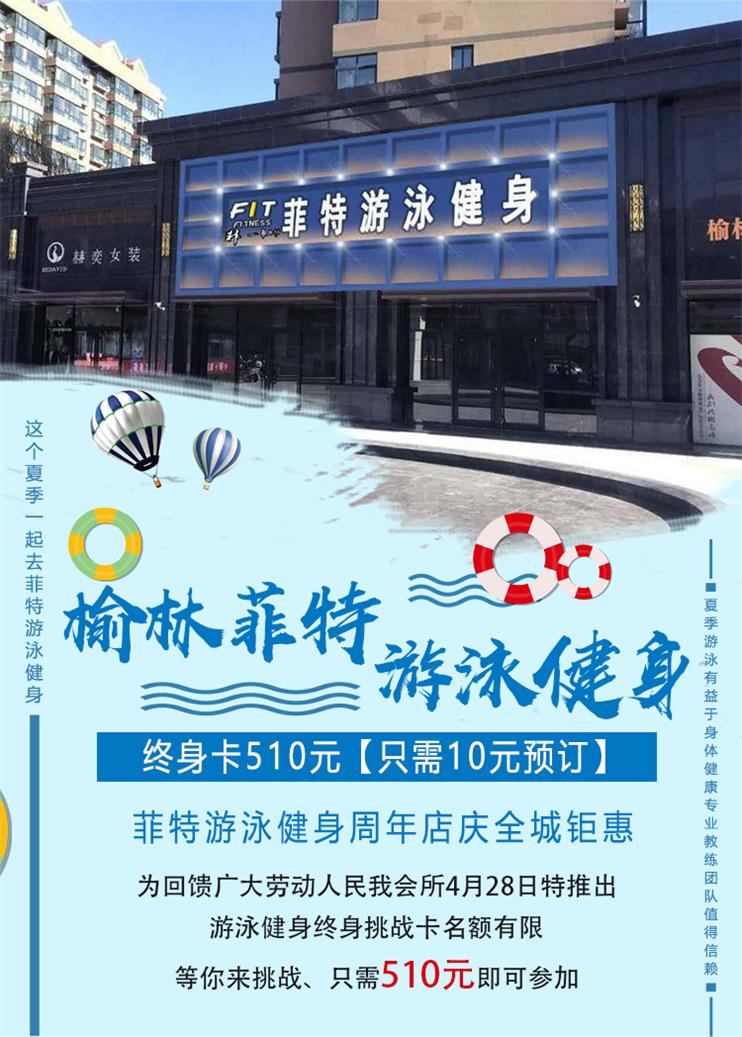 FIT
FITNESS
菲特游泳健身
REDAVID
赫奕女装
榆林
这个夏季一起去菲特游泳健身
榆林菲特
游泳健身
夏季游泳有益于身体健康专业教练团队值得信赖
终身卡510元【只需10元预订】
菲特游泳健身周年店庆全城钜惠
为回馈广大劳动人民我会所4月28日特推出
游泳健身终身挑战卡名额有限
等你来挑战、只需510元即可参加